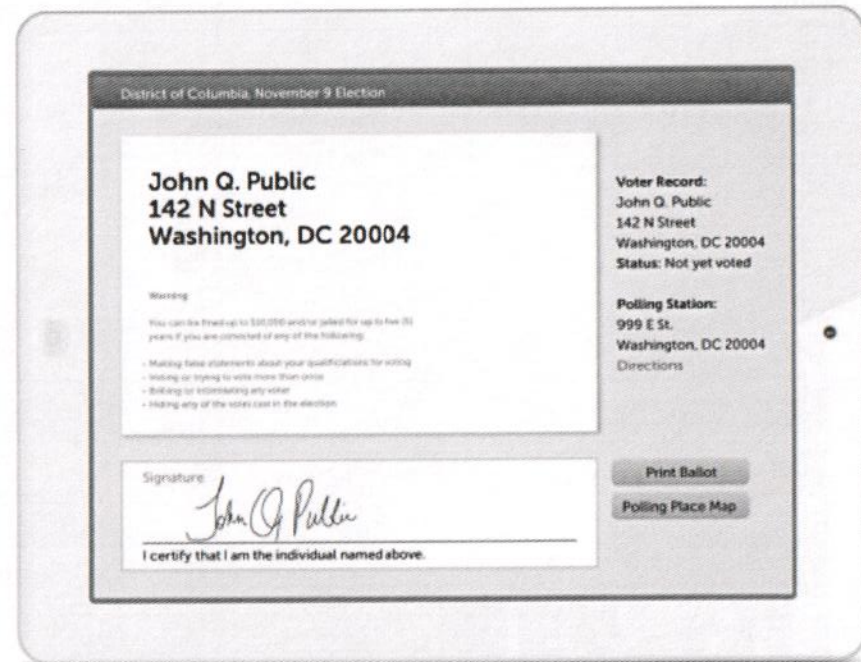 District of Columbia, November 9 Election
John Q. Public
142 N Street
Washington, DC 20004
Warning
You can be fined up to $10,000 and/or jailed for up to five (5)
years if you are convicted of any of the following:
- Making false statements about your qualifications for voting
- Voting or trying to vote more than once
- Bribing or intimidating any voter
- Hiding any of the votes cast in the election
Signature
John Q Public
I certify that I am the individual named above.
Voter Record:
John Q. Public
142 N Street
Washington, DC 20004
Status: Not yet voted
Polling Station:
999 E St.
Washington, DC 20004
Directions
Print Ballot
Polling Place Map